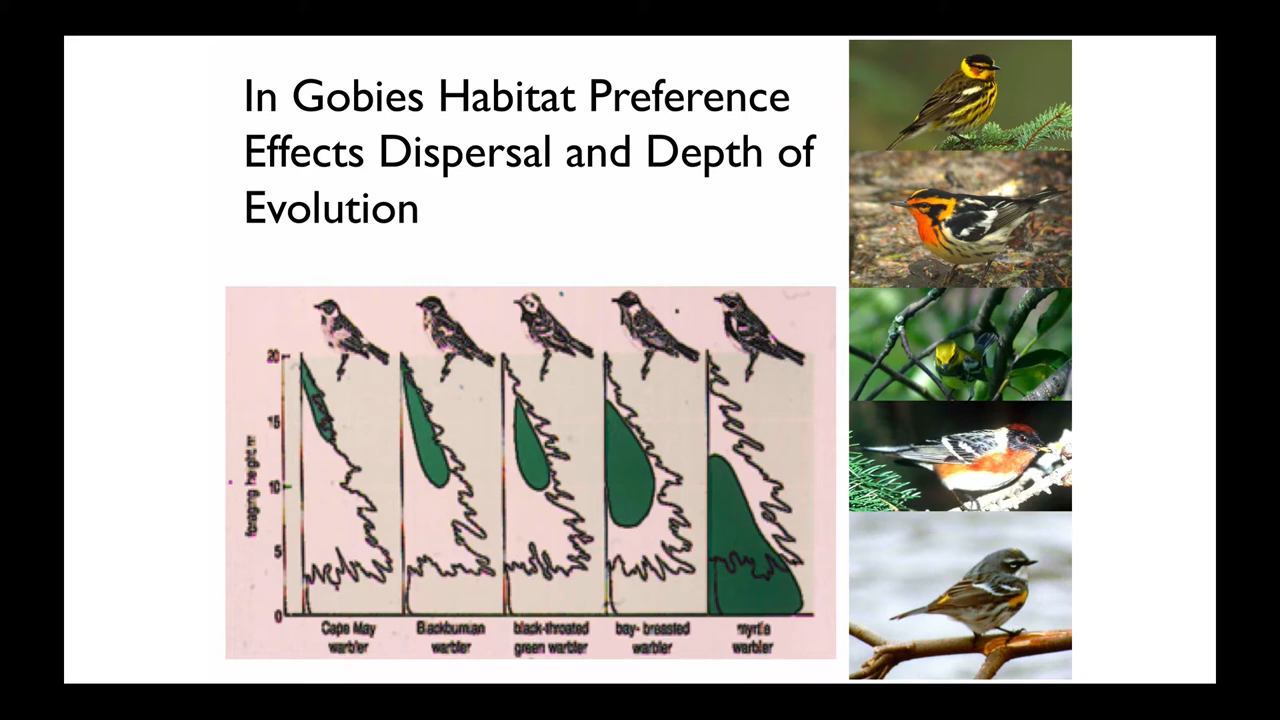 In Gobies Habitat Preference
Effects Dispersal and Depth of
Evolution
foraging height m
20
15
10
5
0
Cape May
warbler
Blackburnian
warbler
black-throated
green warbler
bay-breasted
warbler
myrtle
warbler